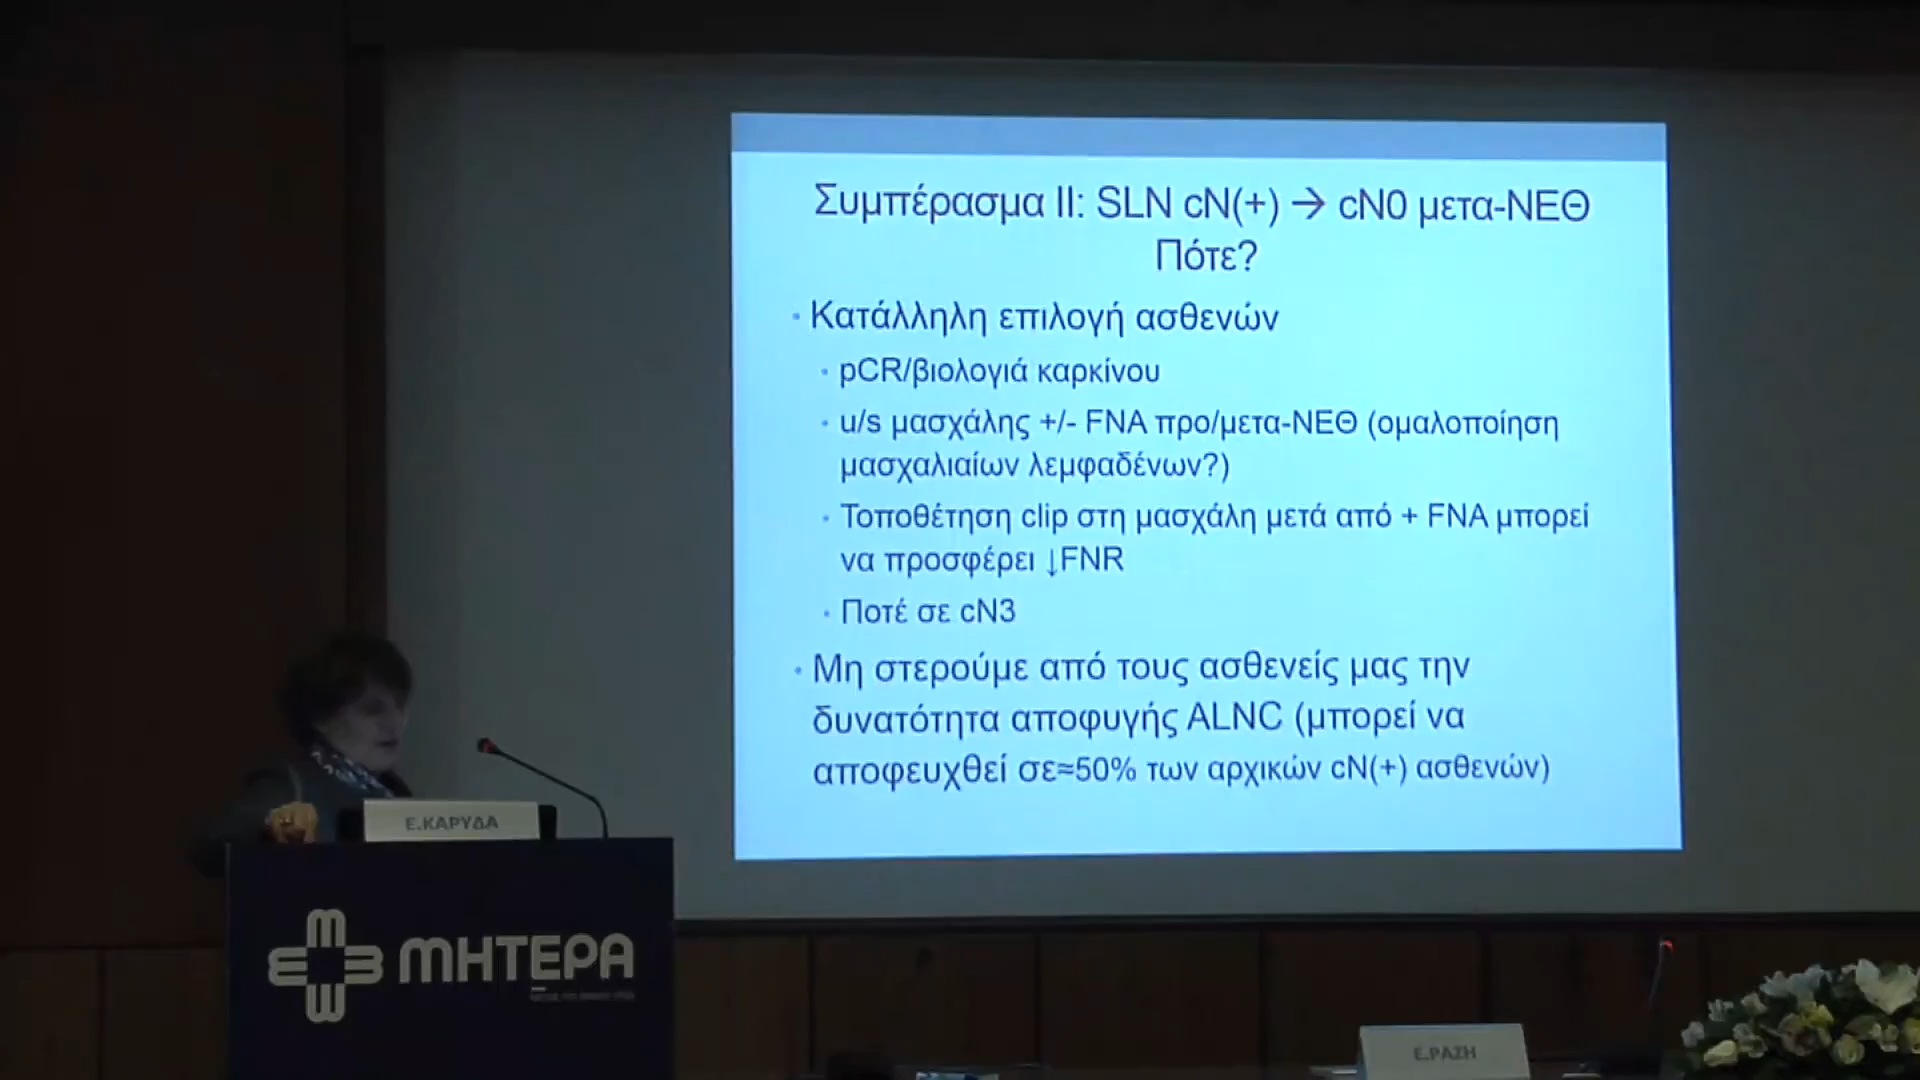 Συμπέρασμα ΙΙ: SLN cN(+) → cN0 μετα-ΝΕΘ
Πότε?
• Κατάλληλη επιλογή ασθενών
• pCR/βιολογιά καρκίνου
• u/s μασχάλης +/- FNA προ/μετα-ΝΕΘ (ομαλοποίηση
μασχαλιαίων λεμφαδένων?)
• Τοποθέτηση clip στη μασχάλη μετά από + FNA μπορεί
να προσφέρει ↓FNR
• Ποτέ σε cN3
• Μη στερούμε από τους ασθενείς μας την
δυνατότητα αποφυγής ALNC (μπορεί να
αποφευχθεί σε≈50% των αρχικών cN(+) ασθενών)
Ε.ΚΑΡΥΔΑ
ΜΗΤΕΡΑ
Ε.ΡΑΖΗ